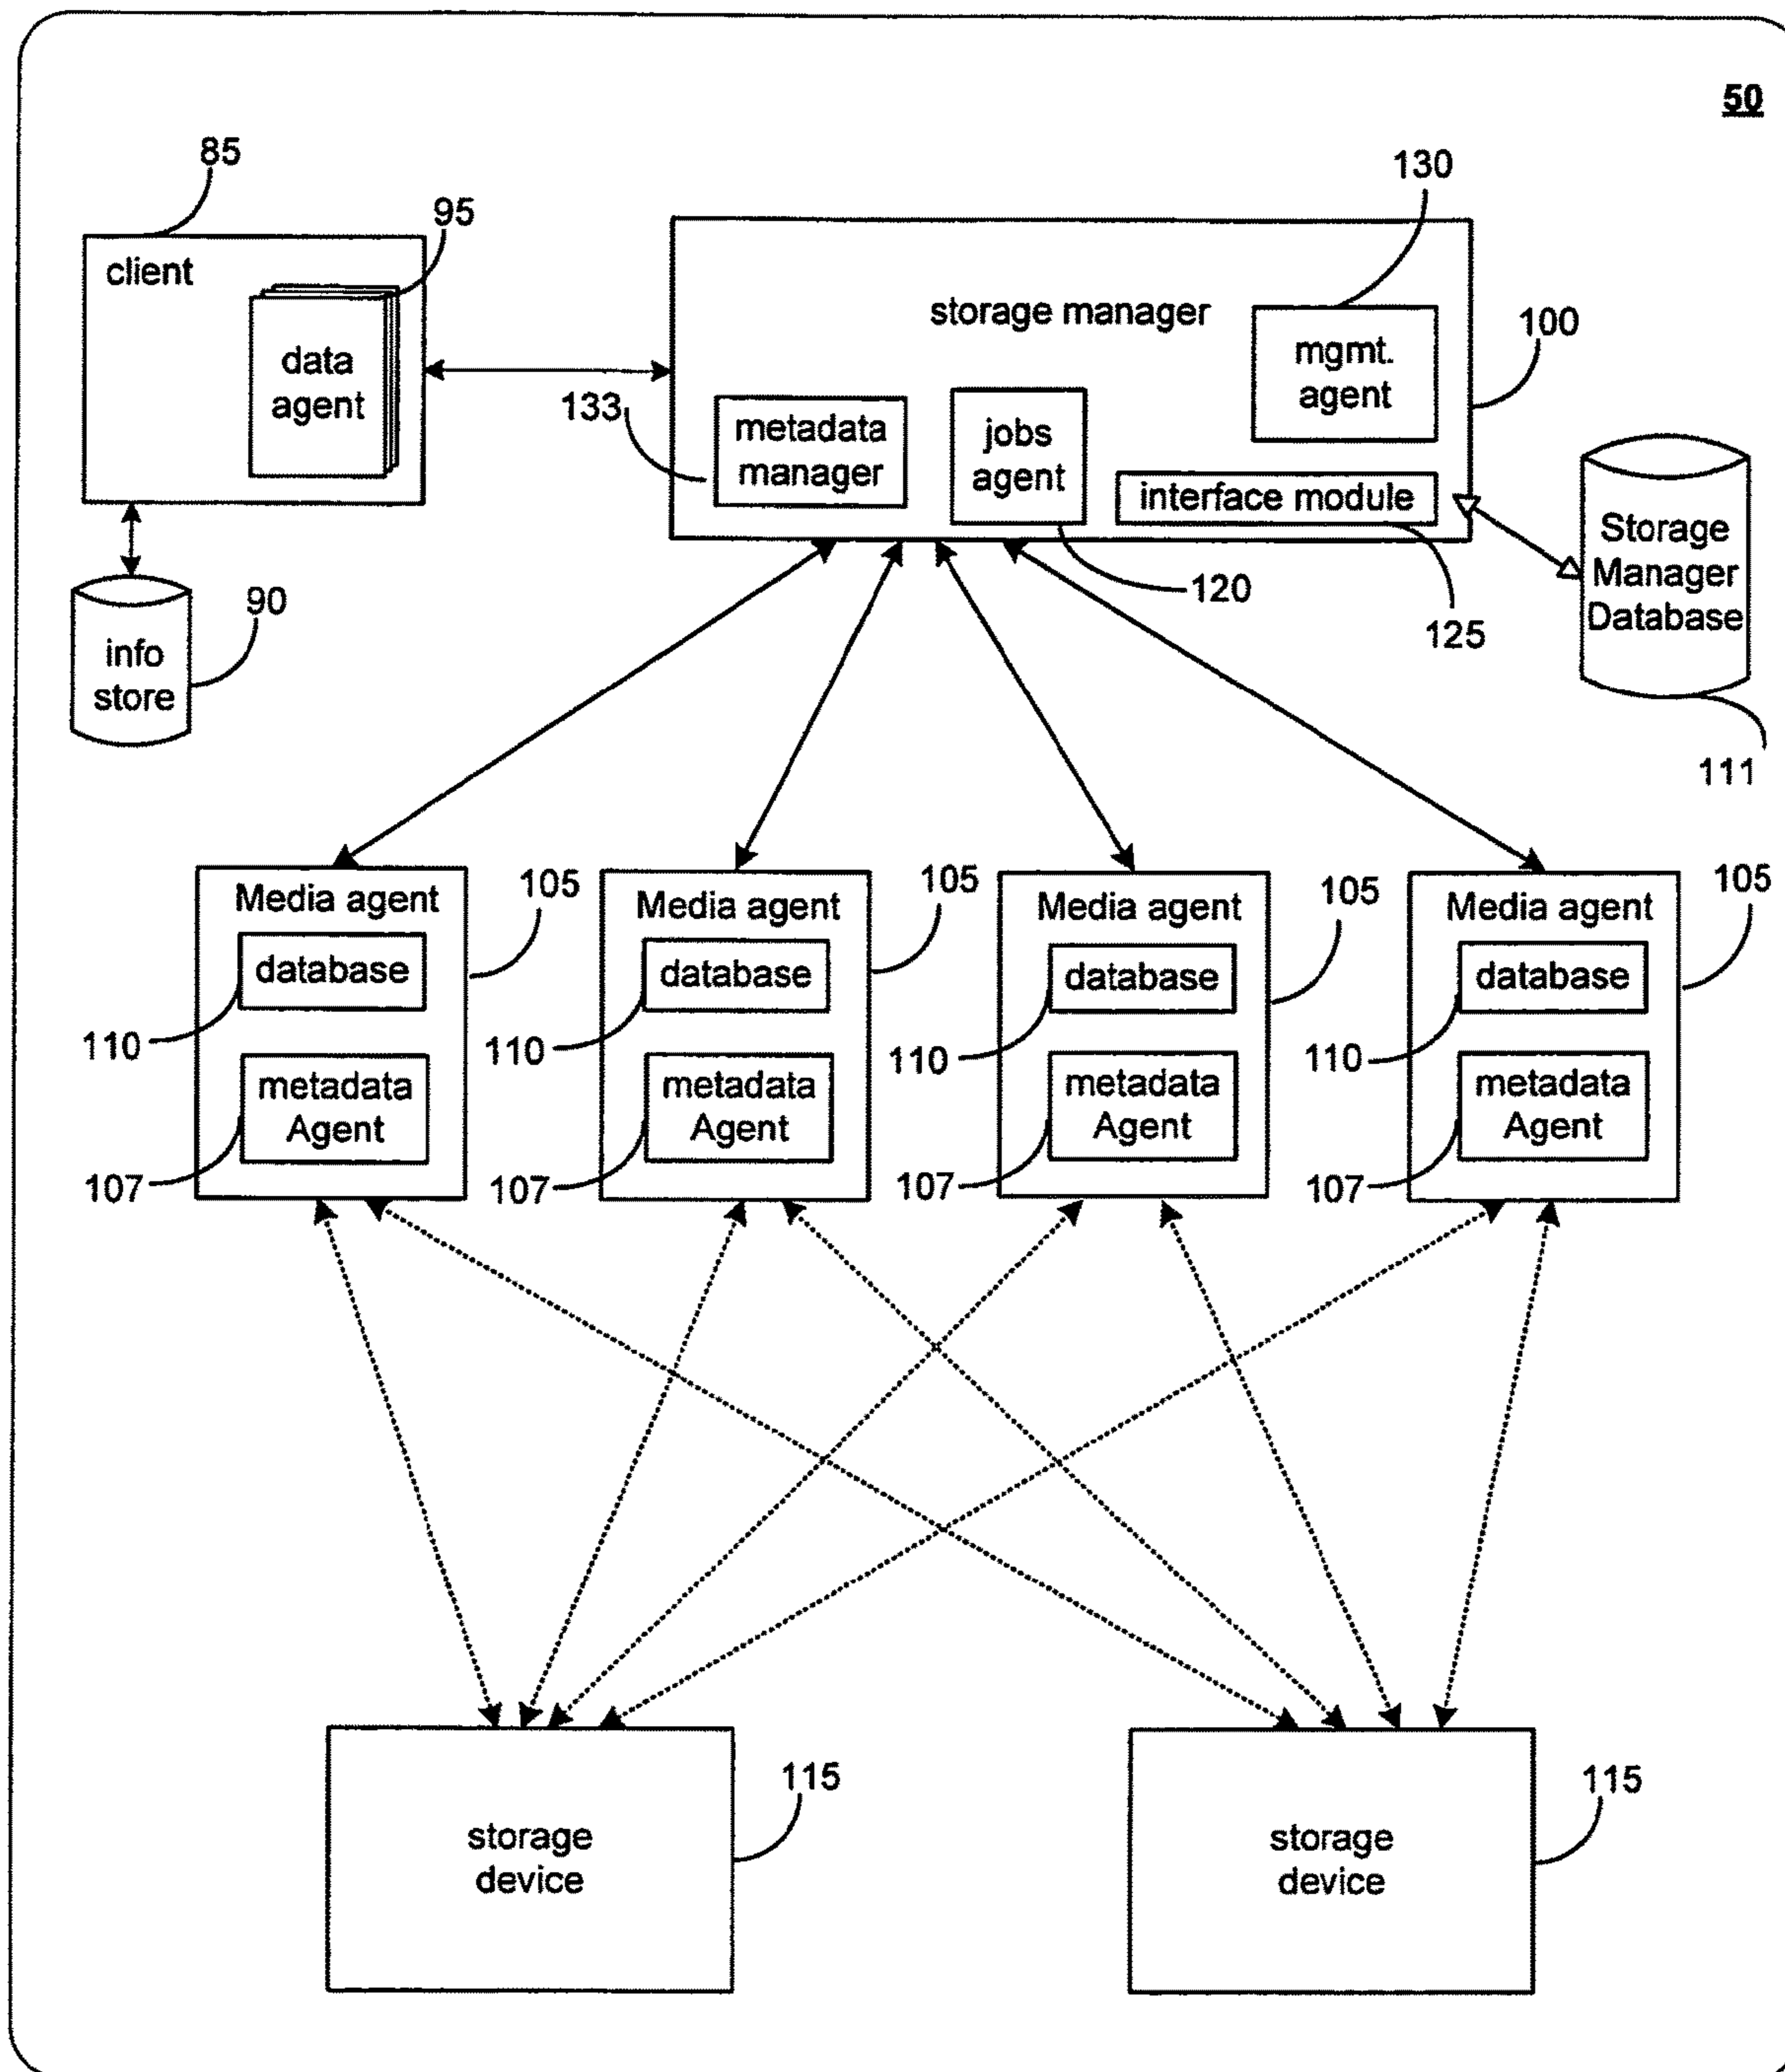 50
85
95
130
client
data
agent
storage manager
mgmt.
agent
100
133
metadata
manager
jobs
agent
interface module
120
125
Storage
Manager
Database
111
90
info
store
Media agent
105
database
110
metadata
Agent
107
Media agent
105
database
110
metadata
Agent
107
Media agent
105
database
110
metadata
Agent
107
Media agent
105
database
110
metadata
Agent
107
storage
device
115
storage
device
115